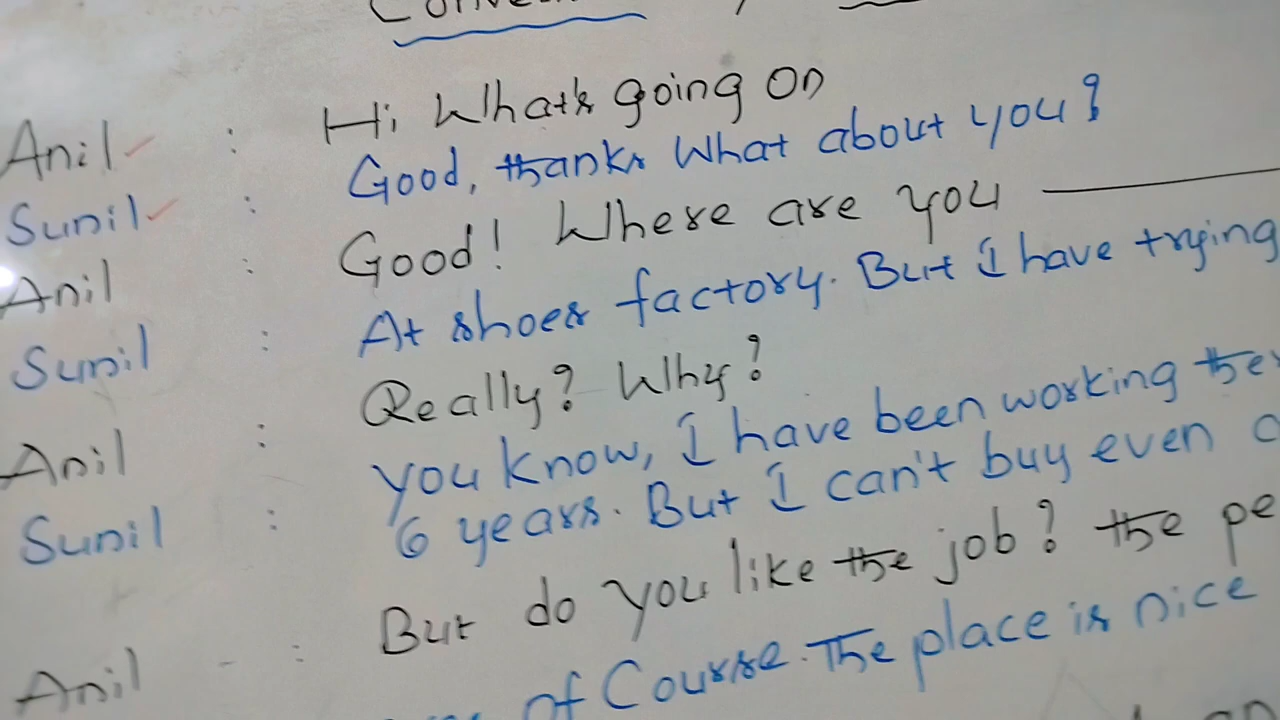 Anil : Hi, What's going on
Sunil : Good, thanks What about you?
Anil : Good! Where are you ______
Sunil : At shoes factory. But I have trying
Anil : Really? Why?
Sunil : you know, I have been working
6 years. But I can't buy even
Anil : But do you like the job? the
of Course. The place is nice